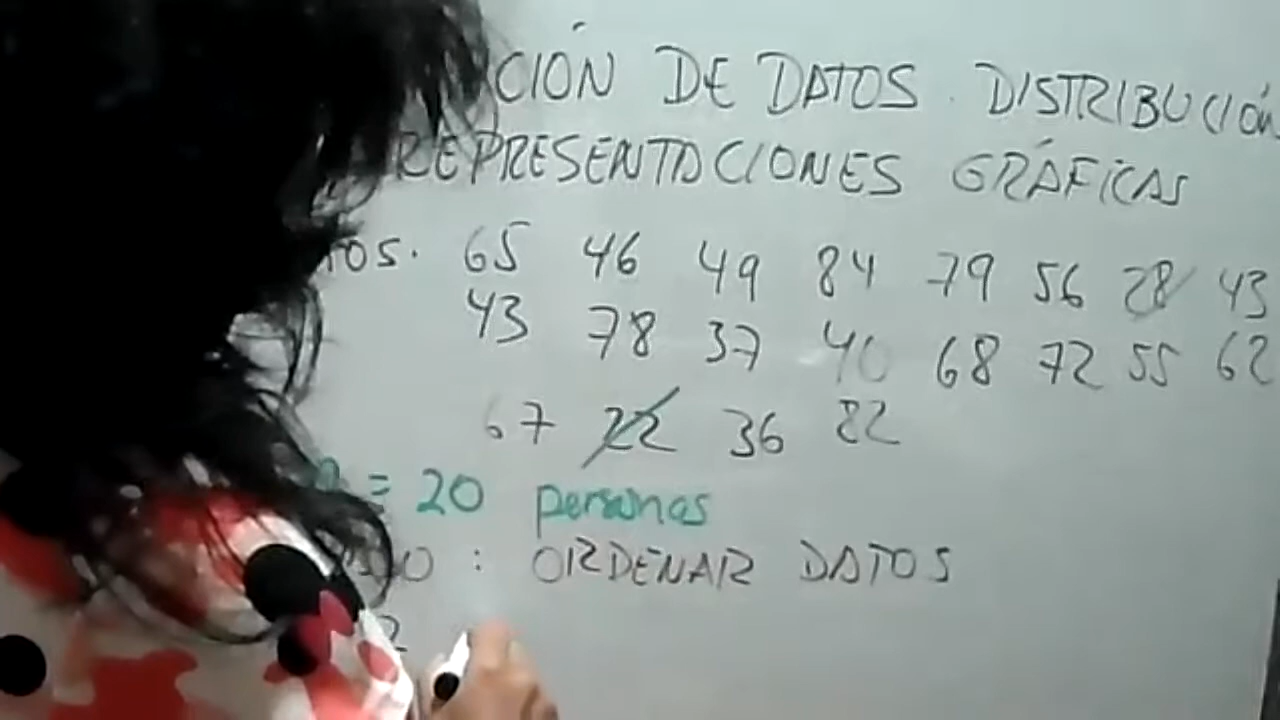 CIÓN DE DATOS. DISTRIBUCIÓN
REPRESENTACIONES GRÁFICAS
TOS. 65 46 49 84 79 56 28 43
43 78 37 40 68 72 55 62
67 22 36 82
= 20 personas
: ORDENAR DATOS
2